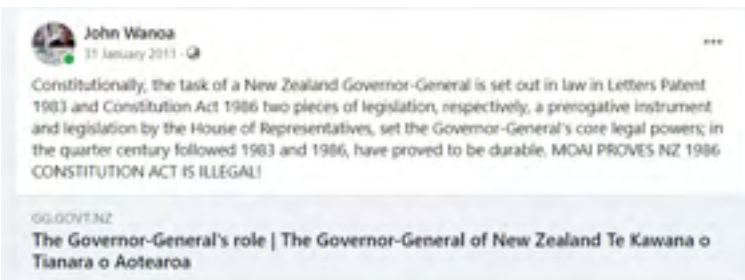 John Wanoa
31 January 2011
Constitutionally, the task of a New Zealand Governor-General is set out in law in Letters Patent
1983 and Constitution Act 1986 two pieces of legislation, respectively, a prerogative instrument
and legislation by the House of Representatives, set the Governor-General's core legal powers; in
the quarter century followed 1983 and 1986, have proved to be durable. MOAI PROVES NZ 1986
CONSTITUTION ACT IS ILLEGAL!
GG.GOVT.NZ
The Governor-General's role | The Governor-General of New Zealand Te Kawana o
Tianara o Aotearoa